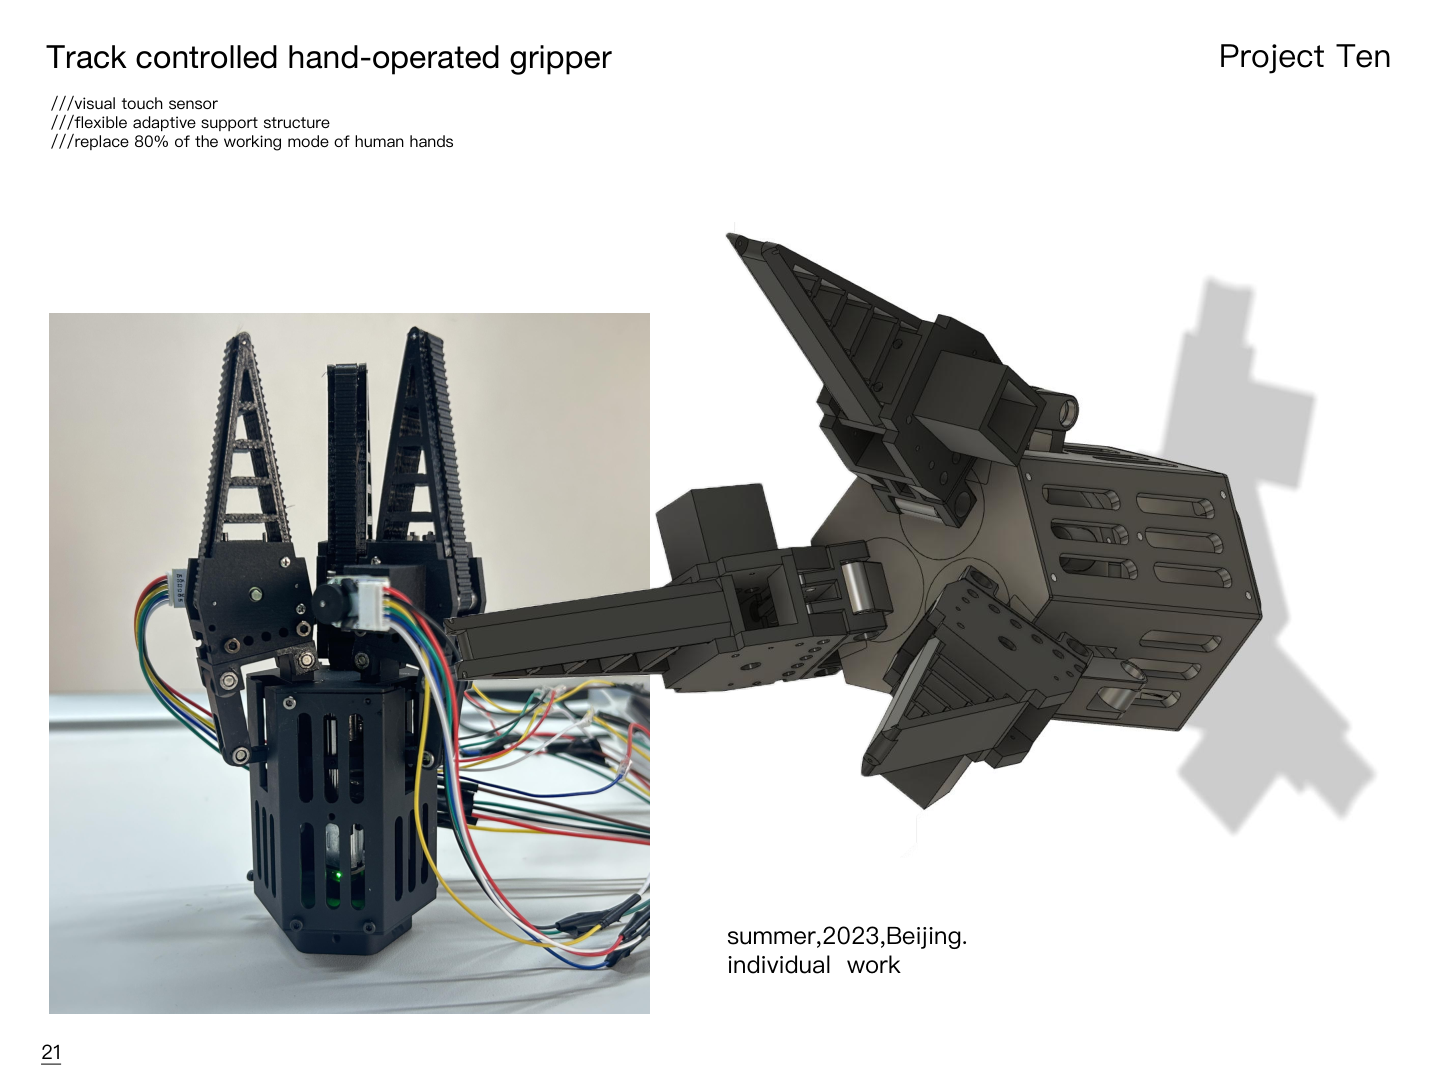 Track controlled hand-operated gripper
Project Ten
///visual touch sensor
///flexible adaptive support structure
///replace 80% of the working mode of human hands
summer,2023,Beijing.
individual work
21